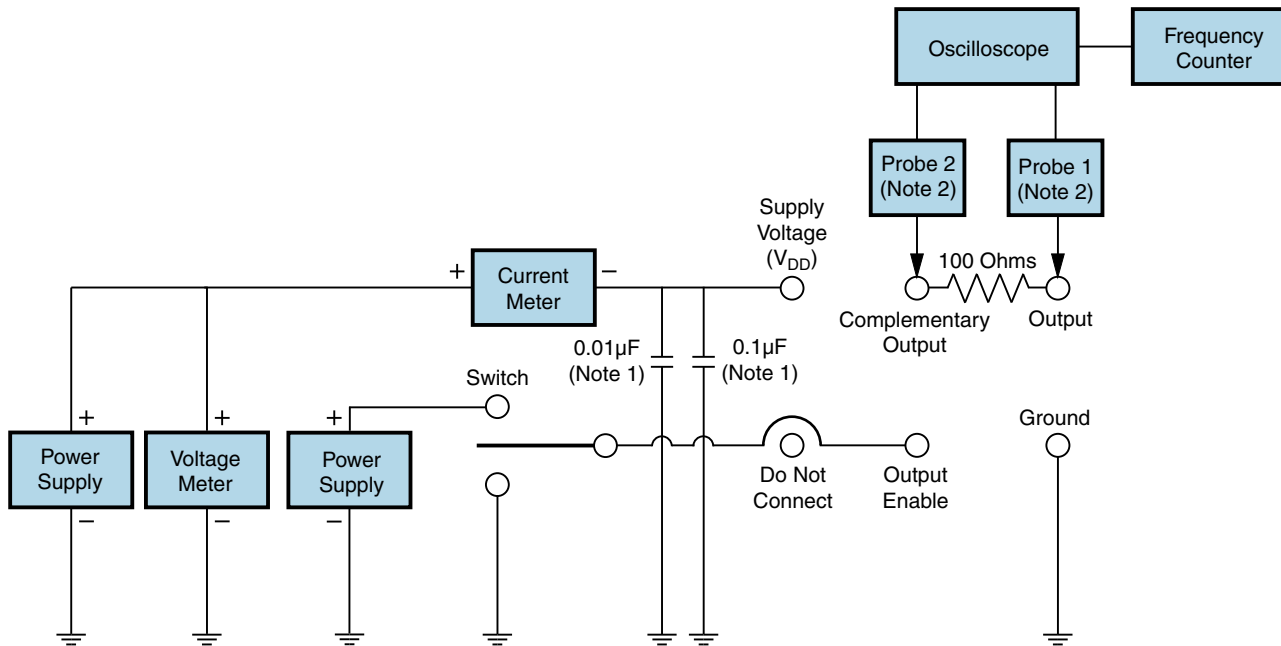 Oscilloscope
Frequency
Counter
Probe 2
(Note 2)
Probe 1
(Note 2)
Supply
Voltage
(VDD)
100 Ohms
Complementary
Output
Output
+
Current
Meter
−
0.01µF
(Note 1)
0.1µF
(Note 1)
Switch
+
Power
Supply
−
+
Voltage
Meter
−
+
Power
Supply
−
Do Not
Connect
Output
Enable
Ground